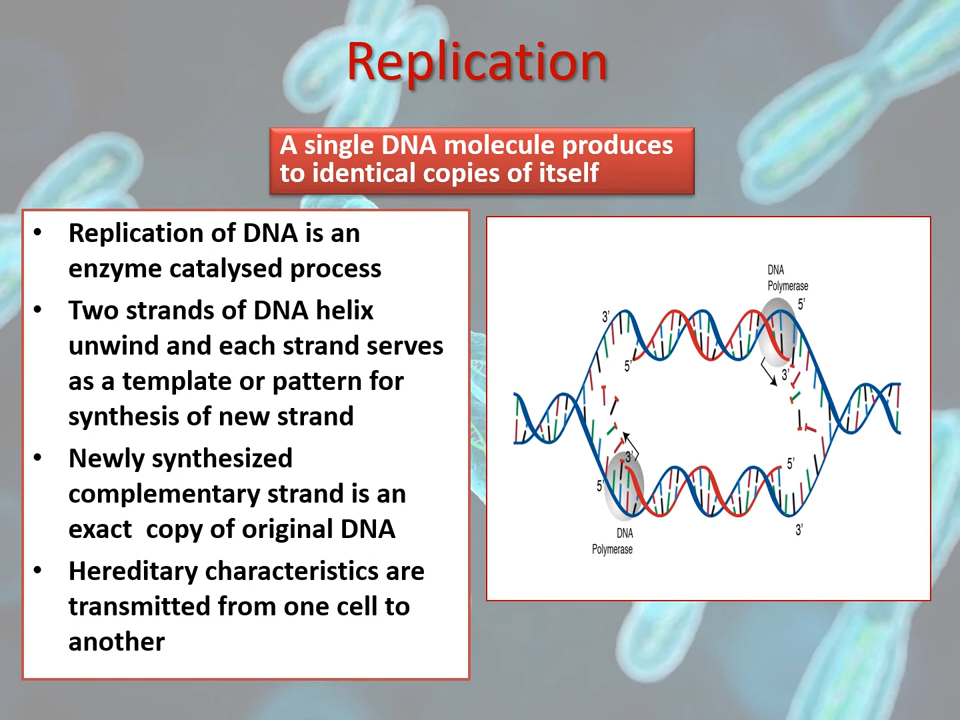 Replication
A single DNA molecule produces
to identical copies of itself
• Replication of DNA is an
enzyme catalysed process
• Two strands of DNA helix
unwind and each strand serves
as a template or pattern for
synthesis of new strand
• Newly synthesized
complementary strand is an
exact  copy of original DNA
• Hereditary characteristics are
transmitted from one cell to
another
DNA
Polymerase
5'
3'
5'
3'
3'
5'
5'
3'
DNA
Polymerase